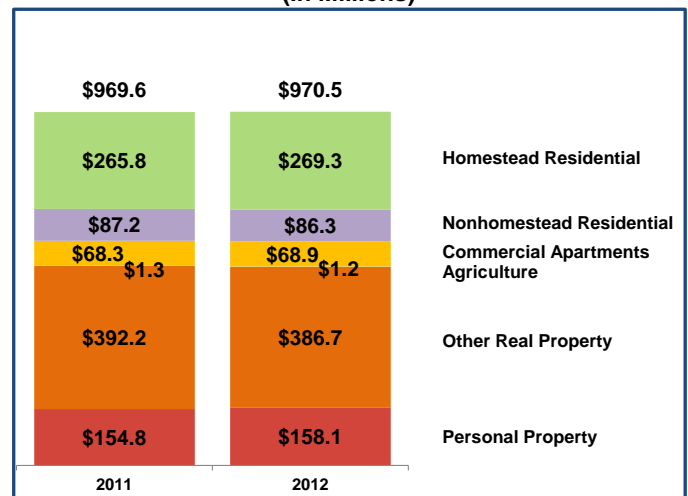 (In Millions)
$969.6 $970.5
$265.8 $269.3 Homestead Residential
$87.2 $86.3 Nonhomestead Residential
$68.3 $68.9 Commercial Apartments
$1.3 $1.2 Agriculture
$392.2 $386.7 Other Real Property
$154.8 $158.1 Personal Property
2011 2012